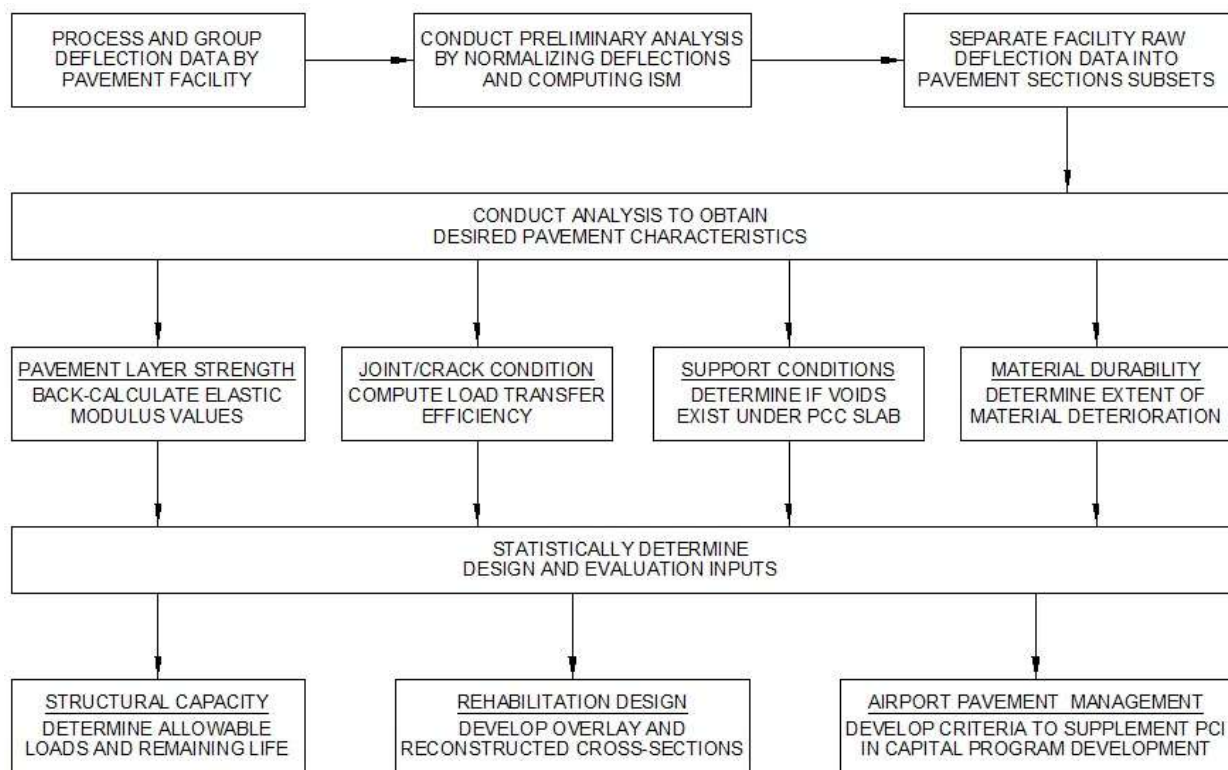 PROCESS AND GROUP
DEFLECTION DATA BY
PAVEMENT FACILITY
CONDUCT PRELIMINARY ANALYSIS
BY NORMALIZING DEFLECTIONS
AND COMPUTING ISM
SEPARATE FACILITY RAW
DEFLECTION DATA INTO
PAVEMENT SECTIONS SUBSETS
CONDUCT ANALYSIS TO OBTAIN
DESIRED PAVEMENT CHARACTERISTICS
PAVEMENT LAYER STRENGTH
BACK-CALCULATE ELASTIC
MODULUS VALUES
JOINT/CRACK CONDITION
COMPUTE LOAD TRANSFER
EFFICIENCY
SUPPORT CONDITIONS
DETERMINE IF VOIDS
EXIST UNDER PCC SLAB
MATERIAL DURABILITY
DETERMINE EXTENT OF
MATERIAL DETERIORATION
STATISTICALLY DETERMINE
DESIGN AND EVALUATION INPUTS
STRUCTURAL CAPACITY
DETERMINE ALLOWABLE
LOADS AND REMAINING LIFE
REHABILITATION DESIGN
DEVELOP OVERLAY AND
RECONSTRUCTED CROSS-SECTIONS
AIRPORT PAVEMENT MANAGEMENT
DEVELOP CRITERIA TO SUPPLEMENT PCI
IN CAPITAL PROGRAM DEVELOPMENT